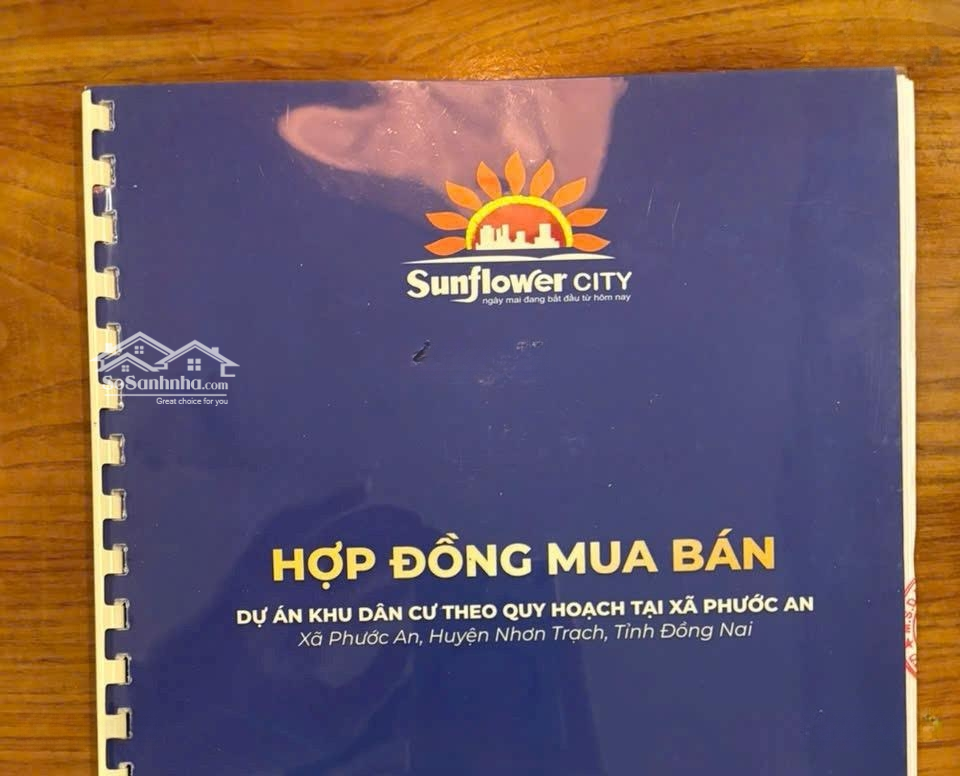 Sunflower CITY
ngày mai đang bắt đầu từ hôm nay
SoSanhnha.com
Great choice for you
HỢP ĐỒNG MUA BÁN
DỰ ÁN KHU DÂN CƯ THEO QUY HOẠCH TẠI XÃ PHƯỚC AN
Xã Phước An, Huyện Nhơn Trạch, Tỉnh Đồng Nai
M.S.D